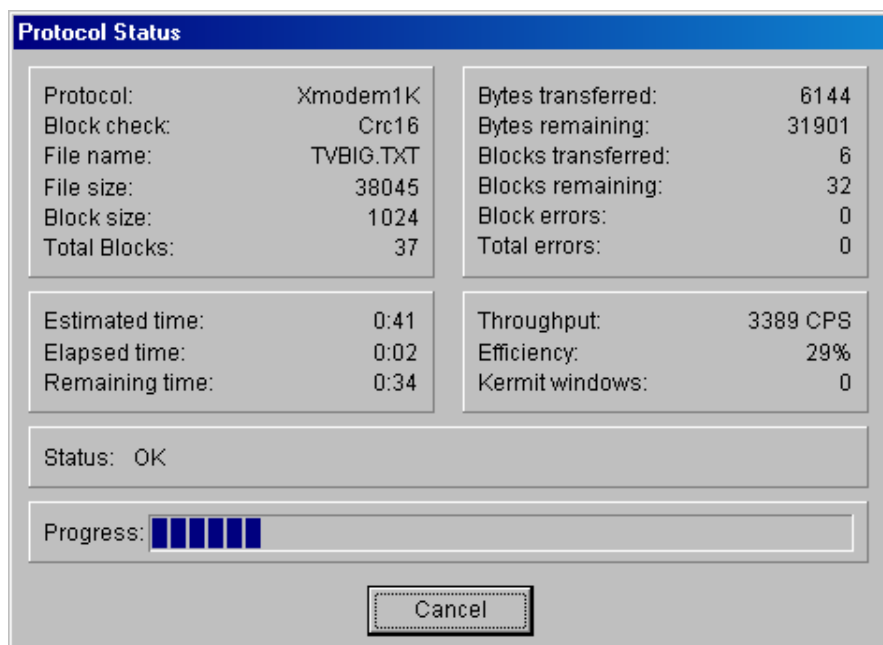 Protocol Status
Protocol: Xmodem1K
Block check: Crc16
File name: TVBIG.TXT
File size: 38045
Block size: 1024
Total Blocks: 37
Bytes transferred: 6144
Bytes remaining: 31901
Blocks transferred: 6
Blocks remaining: 32
Block errors: 0
Total errors: 0
Estimated time: 0:41
Elapsed time: 0:02
Remaining time: 0:34
Throughput: 3389 CPS
Efficiency: 29%
Kermit windows: 0
Status: OK
Progress:
Cancel